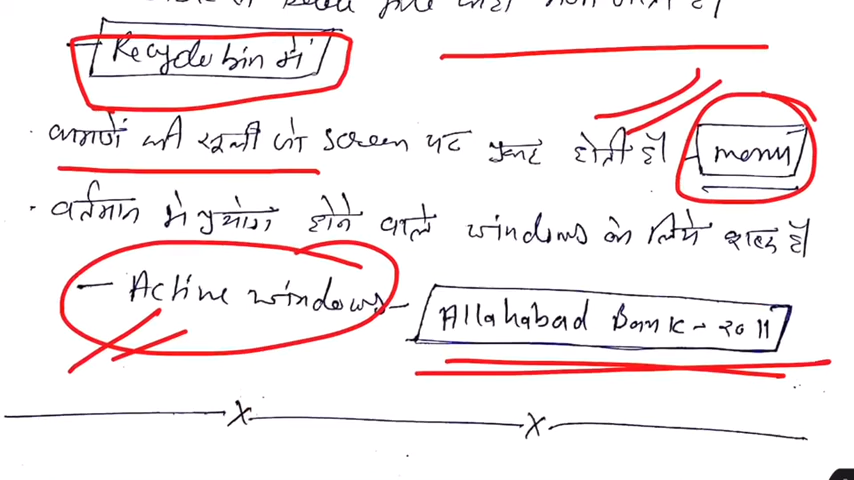 Recycle bin में
कमाण्डों की सूची जो screen पर प्रकट होती है - menu
वर्तमान में प्रयोग होने वाले windows के लिये शब्द है
- Active windows -
Allahabad Bank - 2011
x x